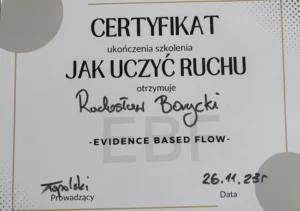 CERTYFIKAT
ukończenia szkolenia
JAK UCZYĆ RUCHU
otrzymuje
Radosław Borycki
EBF
-EVIDENCE BASED FLOW-
26.11.23r
Prowadzący Data